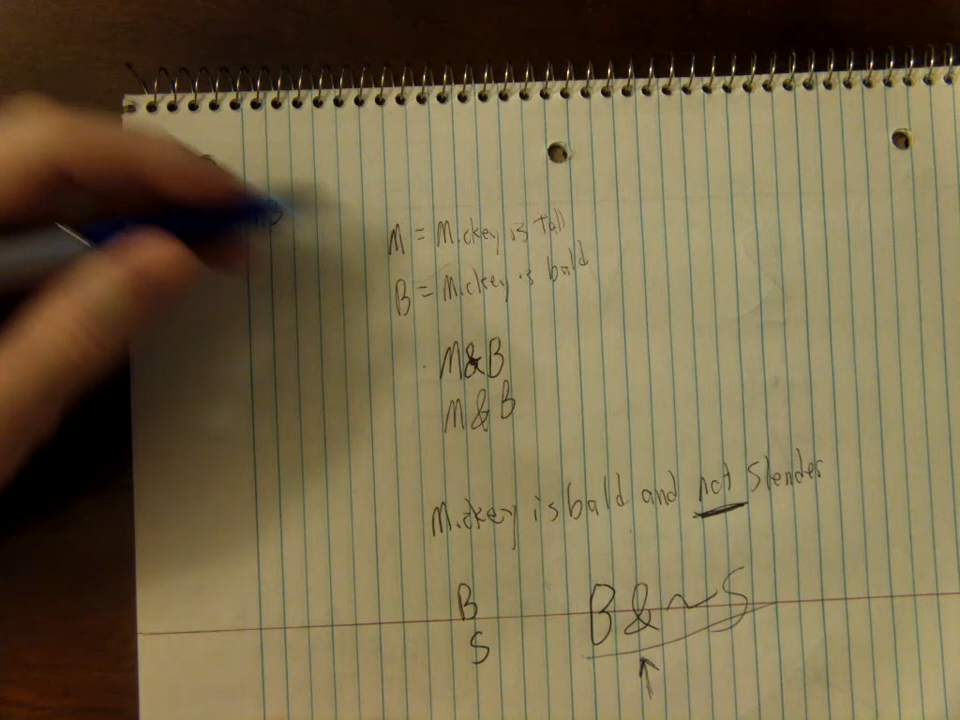 M = Mickey is tall
B = Mickey is bald
M & B
M & B
Mickey is bald and not Slender
B
S
B & ~S